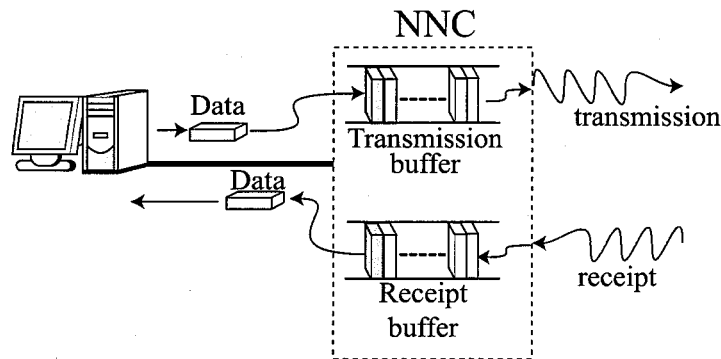 NNC
Data
Transmission
buffer
transmission
Data
Receipt
buffer
receipt